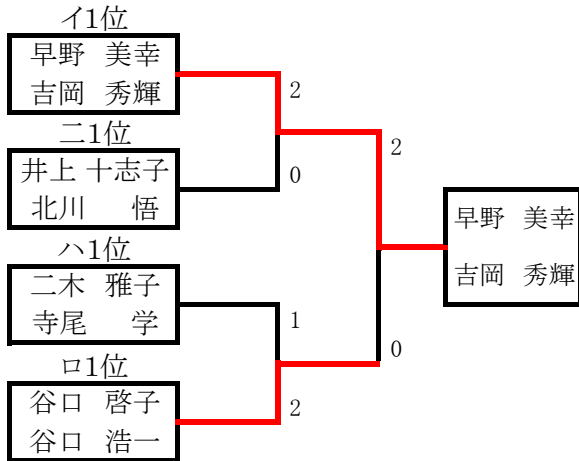 イ1位
早野 美幸
吉岡 秀輝
2
ニ1位
井上 十志子
北川 悟
0
2
早野 美幸
吉岡 秀輝
ハ1位
二木 雅子
寺尾 学
1
0
ロ1位
谷口 啓子
谷口 浩一
2